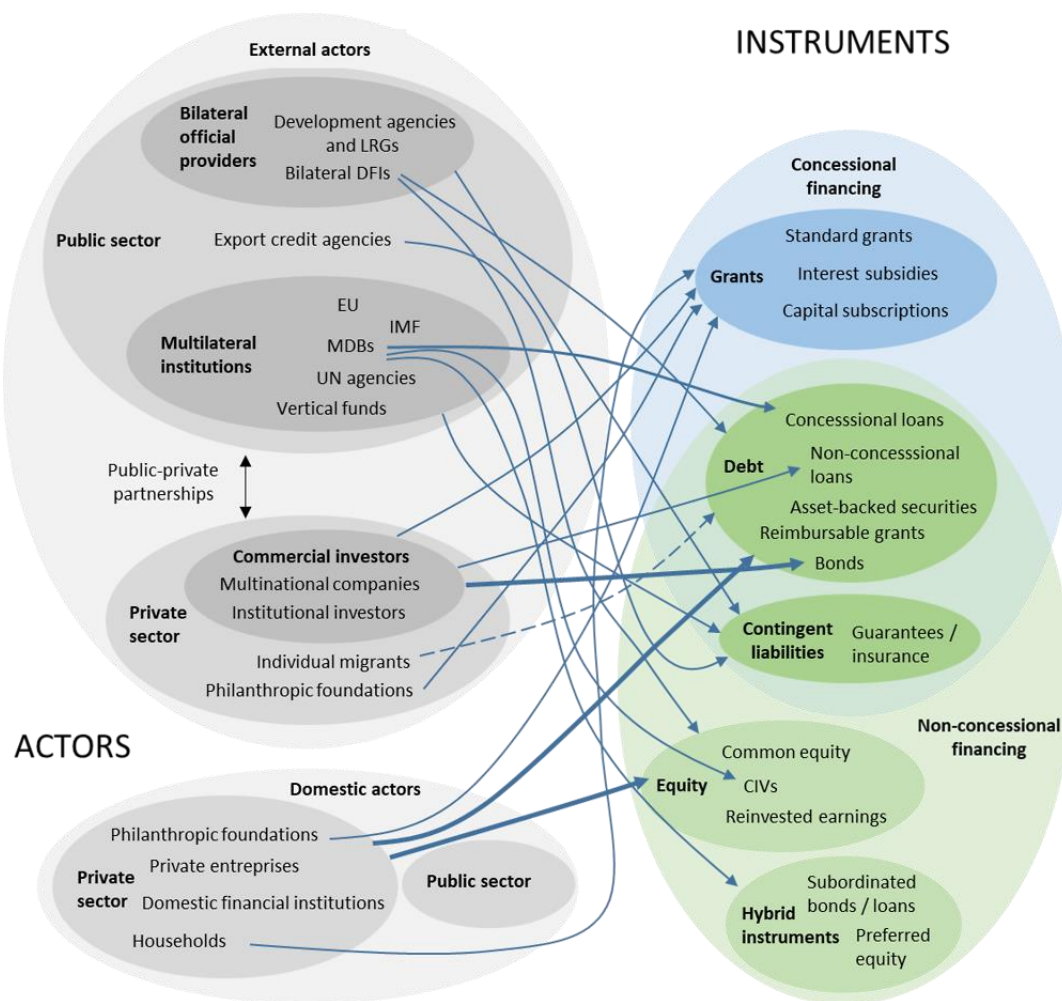 INSTRUMENTS
External actors
Bilateral
official
providers
Development agencies
and LRGs
Bilateral DFIs
Public sector
Export credit agencies
Multilateral
institutions
EU
IMF
MDBs
UN agencies
Vertical funds
Public-private
partnerships
Commercial investors
Multinational companies
Institutional investors
Private
sector
Individual migrants
Philanthropic foundations
ACTORS
Domestic actors
Philanthropic foundations
Private entreprises
Private
sector
Domestic financial institutions
Households
Public sector
Concessional
financing
Standard grants
Grants
Interest subsidies
Capital subscriptions
Concesssional loans
Debt
Non-concesssional
loans
Asset-backed securities
Reimbursable grants
Bonds
Contingent
liabilities
Guarantees /
insurance
Non-concessional
financing
Common equity
Equity
CIVs
Reinvested earnings
Hybrid
instruments
Subordinated
bonds / loans
Preferred
equity